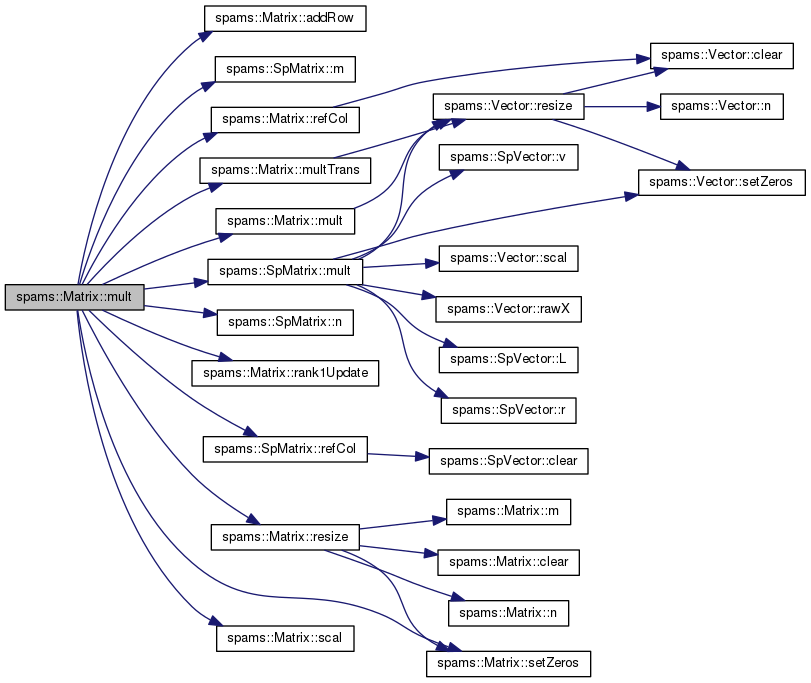 spams::Matrix::addRow
spams::SpMatrix::m
spams::Vector::clear
spams::Matrix::refCol
spams::Vector::resize
spams::Vector::n
spams::Matrix::multTrans
spams::SpVector::v
spams::Vector::setZeros
spams::Matrix::mult
spams::SpMatrix::mult
spams::Vector::scal
spams::Matrix::mult
spams::Vector::rawX
spams::SpMatrix::n
spams::SpVector::L
spams::Matrix::rank1Update
spams::SpVector::r
spams::SpMatrix::refCol
spams::SpVector::clear
spams::Matrix::m
spams::Matrix::resize
spams::Matrix::clear
spams::Matrix::n
spams::Matrix::scal
spams::Matrix::setZeros